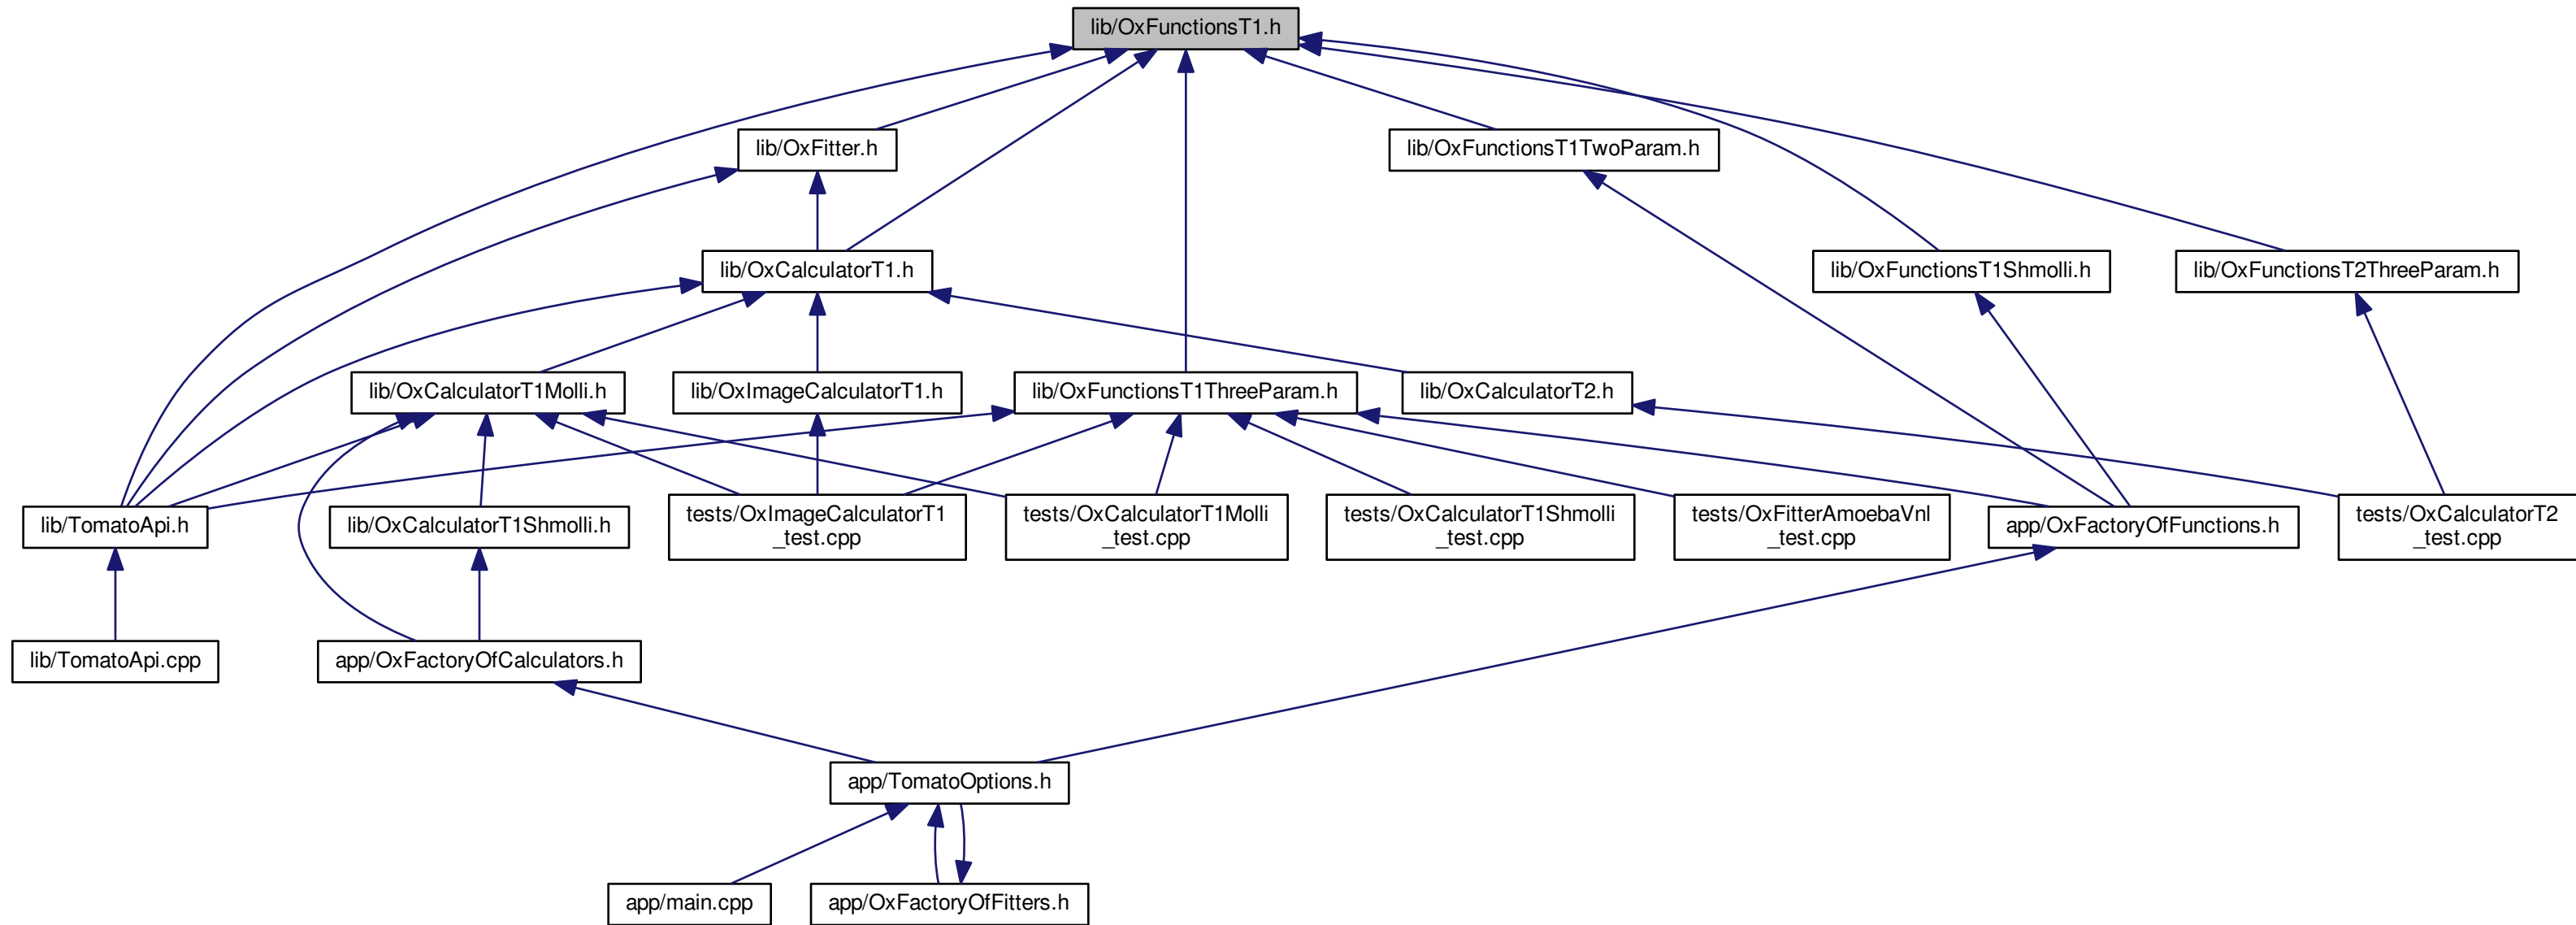 lib/OxFunctionsT1.h
lib/OxFitter.h
lib/OxFunctionsT1TwoParam.h
lib/OxCalculatorT1.h
lib/OxFunctionsT1Shmolli.h
lib/OxFunctionsT2ThreeParam.h
lib/OxCalculatorT1Molli.h
lib/OxImageCalculatorT1.h
lib/OxFunctionsT1ThreeParam.h
lib/OxCalculatorT2.h
lib/TomatoApi.h
lib/OxCalculatorT1Shmolli.h
tests/OxImageCalculatorT1
_test.cpp
tests/OxCalculatorT1Molli
_test.cpp
tests/OxCalculatorT1Shmolli
_test.cpp
tests/OxFitterAmoebaVnl
_test.cpp
app/OxFactoryOfFunctions.h
tests/OxCalculatorT2
_test.cpp
lib/TomatoApi.cpp
app/OxFactoryOfCalculators.h
app/TomatoOptions.h
app/main.cpp
app/OxFactoryOfFitters.h